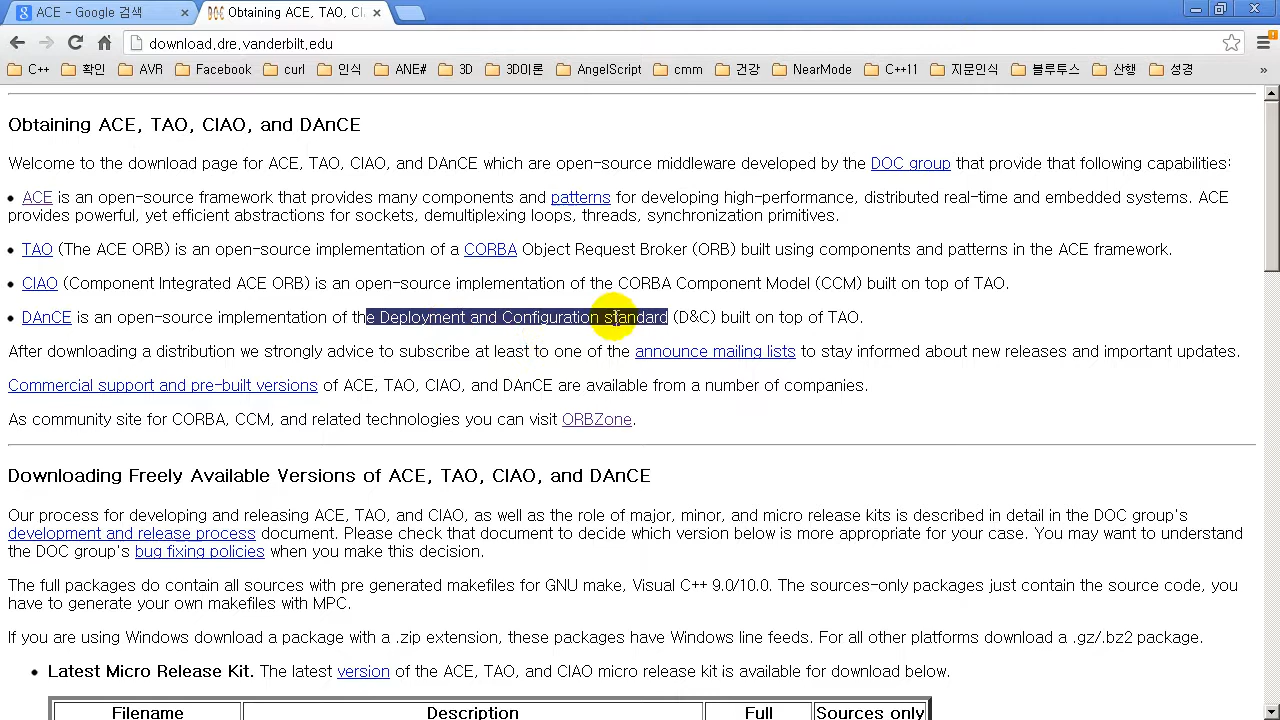 ACE - Google 검색
Obtaining ACE, TAO, CI
download.dre.vanderbilt.edu
C++ 확인 AVR Facebook curl 인식 ANE# 3D 3D이론 AngelScript cmm 건강 NearMode C++11 지문인식 블루투스 산행 성경 »
Obtaining ACE, TAO, CIAO, and DAnCE
Welcome to the download page for ACE, TAO, CIAO, and DAnCE which are open-source middleware developed by the DOC group that provide that following capabilities:
• ACE is an open-source framework that provides many components and patterns for developing high-performance, distributed real-time and embedded systems. ACE
provides powerful, yet efficient abstractions for sockets, demultiplexing loops, threads, synchronization primitives.
• TAO (The ACE ORB) is an open-source implementation of a CORBA Object Request Broker (ORB) built using components and patterns in the ACE framework.
• CIAO (Component Integrated ACE ORB) is an open-source implementation of the CORBA Component Model (CCM) built on top of TAO.
• DAnCE is an open-source implementation of the Deployment and Configuration standard (D&C) built on top of TAO.
After downloading a distribution we strongly advice to subscribe at least to one of the announce mailing lists to stay informed about new releases and important updates.
Commercial support and pre-built versions of ACE, TAO, CIAO, and DAnCE are available from a number of companies.
As community site for CORBA, CCM, and related technologies you can visit ORBZone.
Downloading Freely Available Versions of ACE, TAO, CIAO, and DAnCE
Our process for developing and releasing ACE, TAO, and CIAO, as well as the role of major, minor, and micro release kits is described in detail in the DOC group's
development and release process document. Please check that document to decide which version below is more appropriate for your case. You may want to understand
the DOC group's bug fixing policies when you make this decision.
The full packages do contain all sources with pre generated makefiles for GNU make, Visual C++ 9.0/10.0. The sources-only packages just contain the source code, you
have to generate your own makefiles with MPC.
If you are using Windows download a package with a .zip extension, these packages have Windows line feeds. For all other platforms download a .gz/.bz2 package.
• Latest Micro Release Kit. The latest version of the ACE, TAO, and CIAO micro release kit is available for download below.
Filename Description Full Sources only